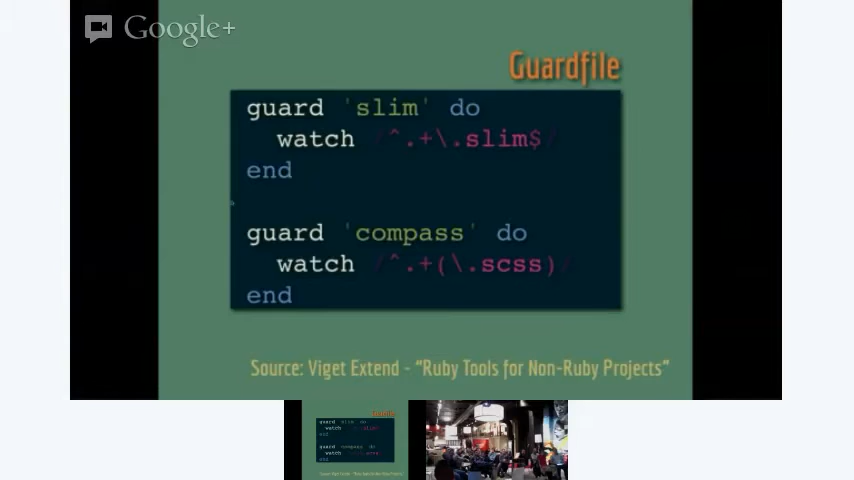 Google+
Guardfile
guard 'slim' do
watch /^.+\.slim$/
end
guard 'compass' do
watch /^.+(\.scss)/
end
Source: Viget Extend - "Ruby Tools for Non-Ruby Projects"